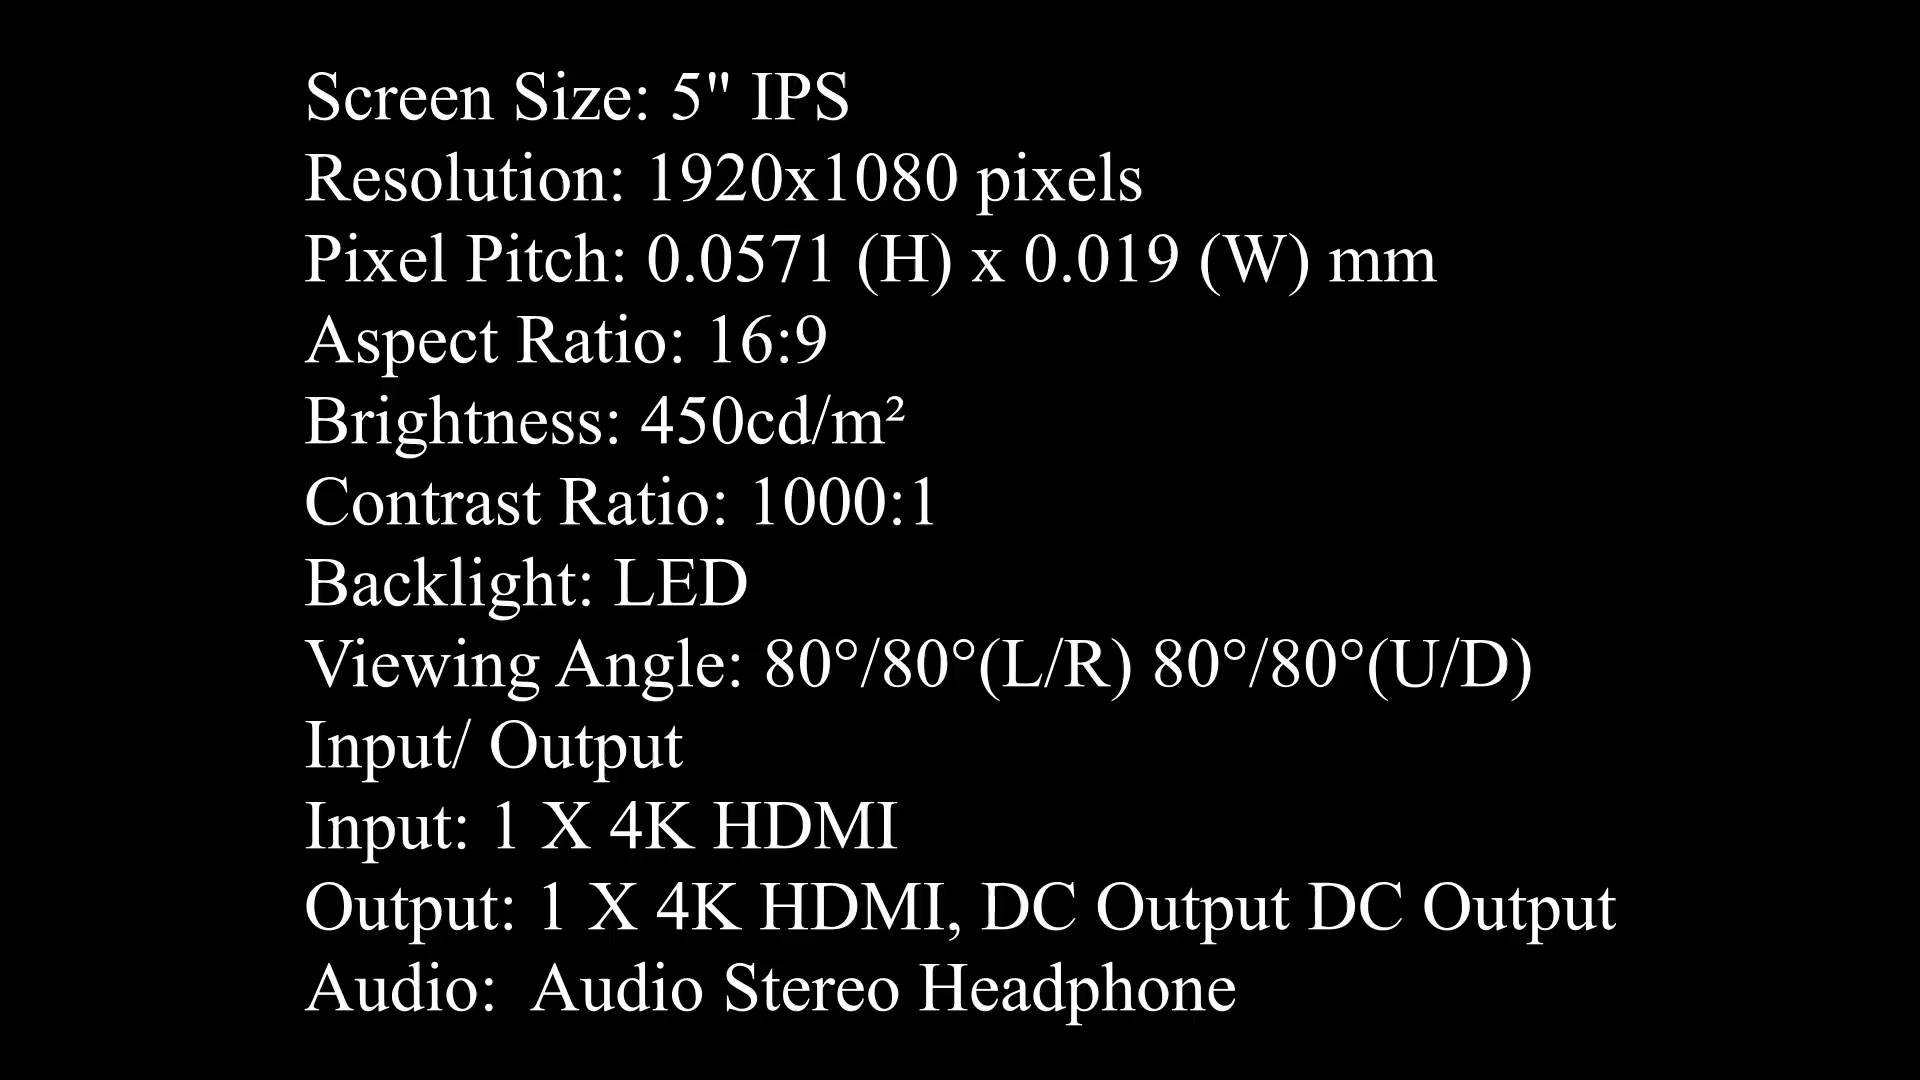 Screen Size: 5" IPS
Resolution: 1920x1080 pixels
Pixel Pitch: 0.0571 (H) x 0.019 (W) mm
Aspect Ratio: 16:9
Brightness: 450cd/m²
Contrast Ratio: 1000:1
Backlight: LED
Viewing Angle: 80°/80°(L/R) 80°/80°(U/D)
Input/ Output
Input: 1 X 4K HDMI
Output: 1 X 4K HDMI, DC Output DC Output
Audio:  Audio Stereo Headphone